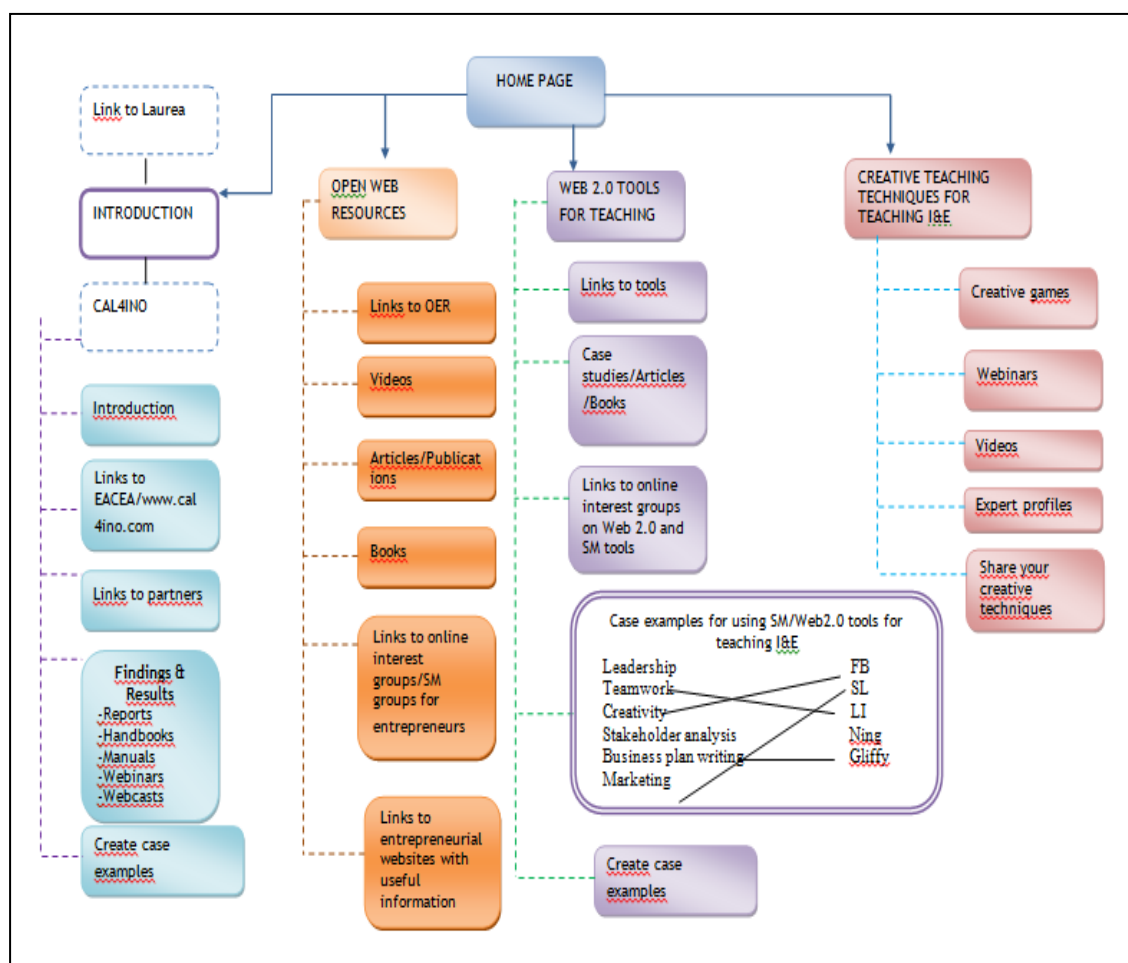 HOME PAGE
Link to Laurea
INTRODUCTION
CAL4INO
Introduction
Links to
EACEA/www.cal
4ino.com
Links to partners
Findings &
Results
-Reports
-Handbooks
-Manuals
-Webinars
-Webcasts
Create case
examples
OPEN WEB
RESOURCES
Links to OER
Videos
Articles/Publicat
ions
Books
Links to online
interest
groups/SM
groups for
entrepreneurs
Links to
entrepreneurial
websites with
useful
information
WEB 2.0 TOOLS
FOR TEACHING
Links to tools
Case
studies/Articles
/Books
Links to online
interest groups
on Web 2.0 and
SM tools
Case examples for using SM/Web2.0 tools for
teaching I&E
Leadership FB
Teamwork SL
Creativity LI
Stakeholder analysis Ning
Business plan writing Gliffy
Marketing
Create case
examples
CREATIVE TEACHING
TECHNIQUES FOR
TEACHING I&E
Creative games
Webinars
Videos
Expert profiles
Share your
creative
techniques